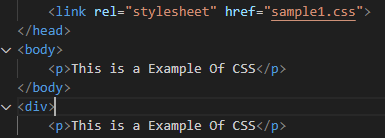 <link rel="stylesheet" href="sample1.css">
</head>
<body>
<p>This is a Example Of CSS</p>
</body>
<div>
<p>This is a Example Of CSS</p>